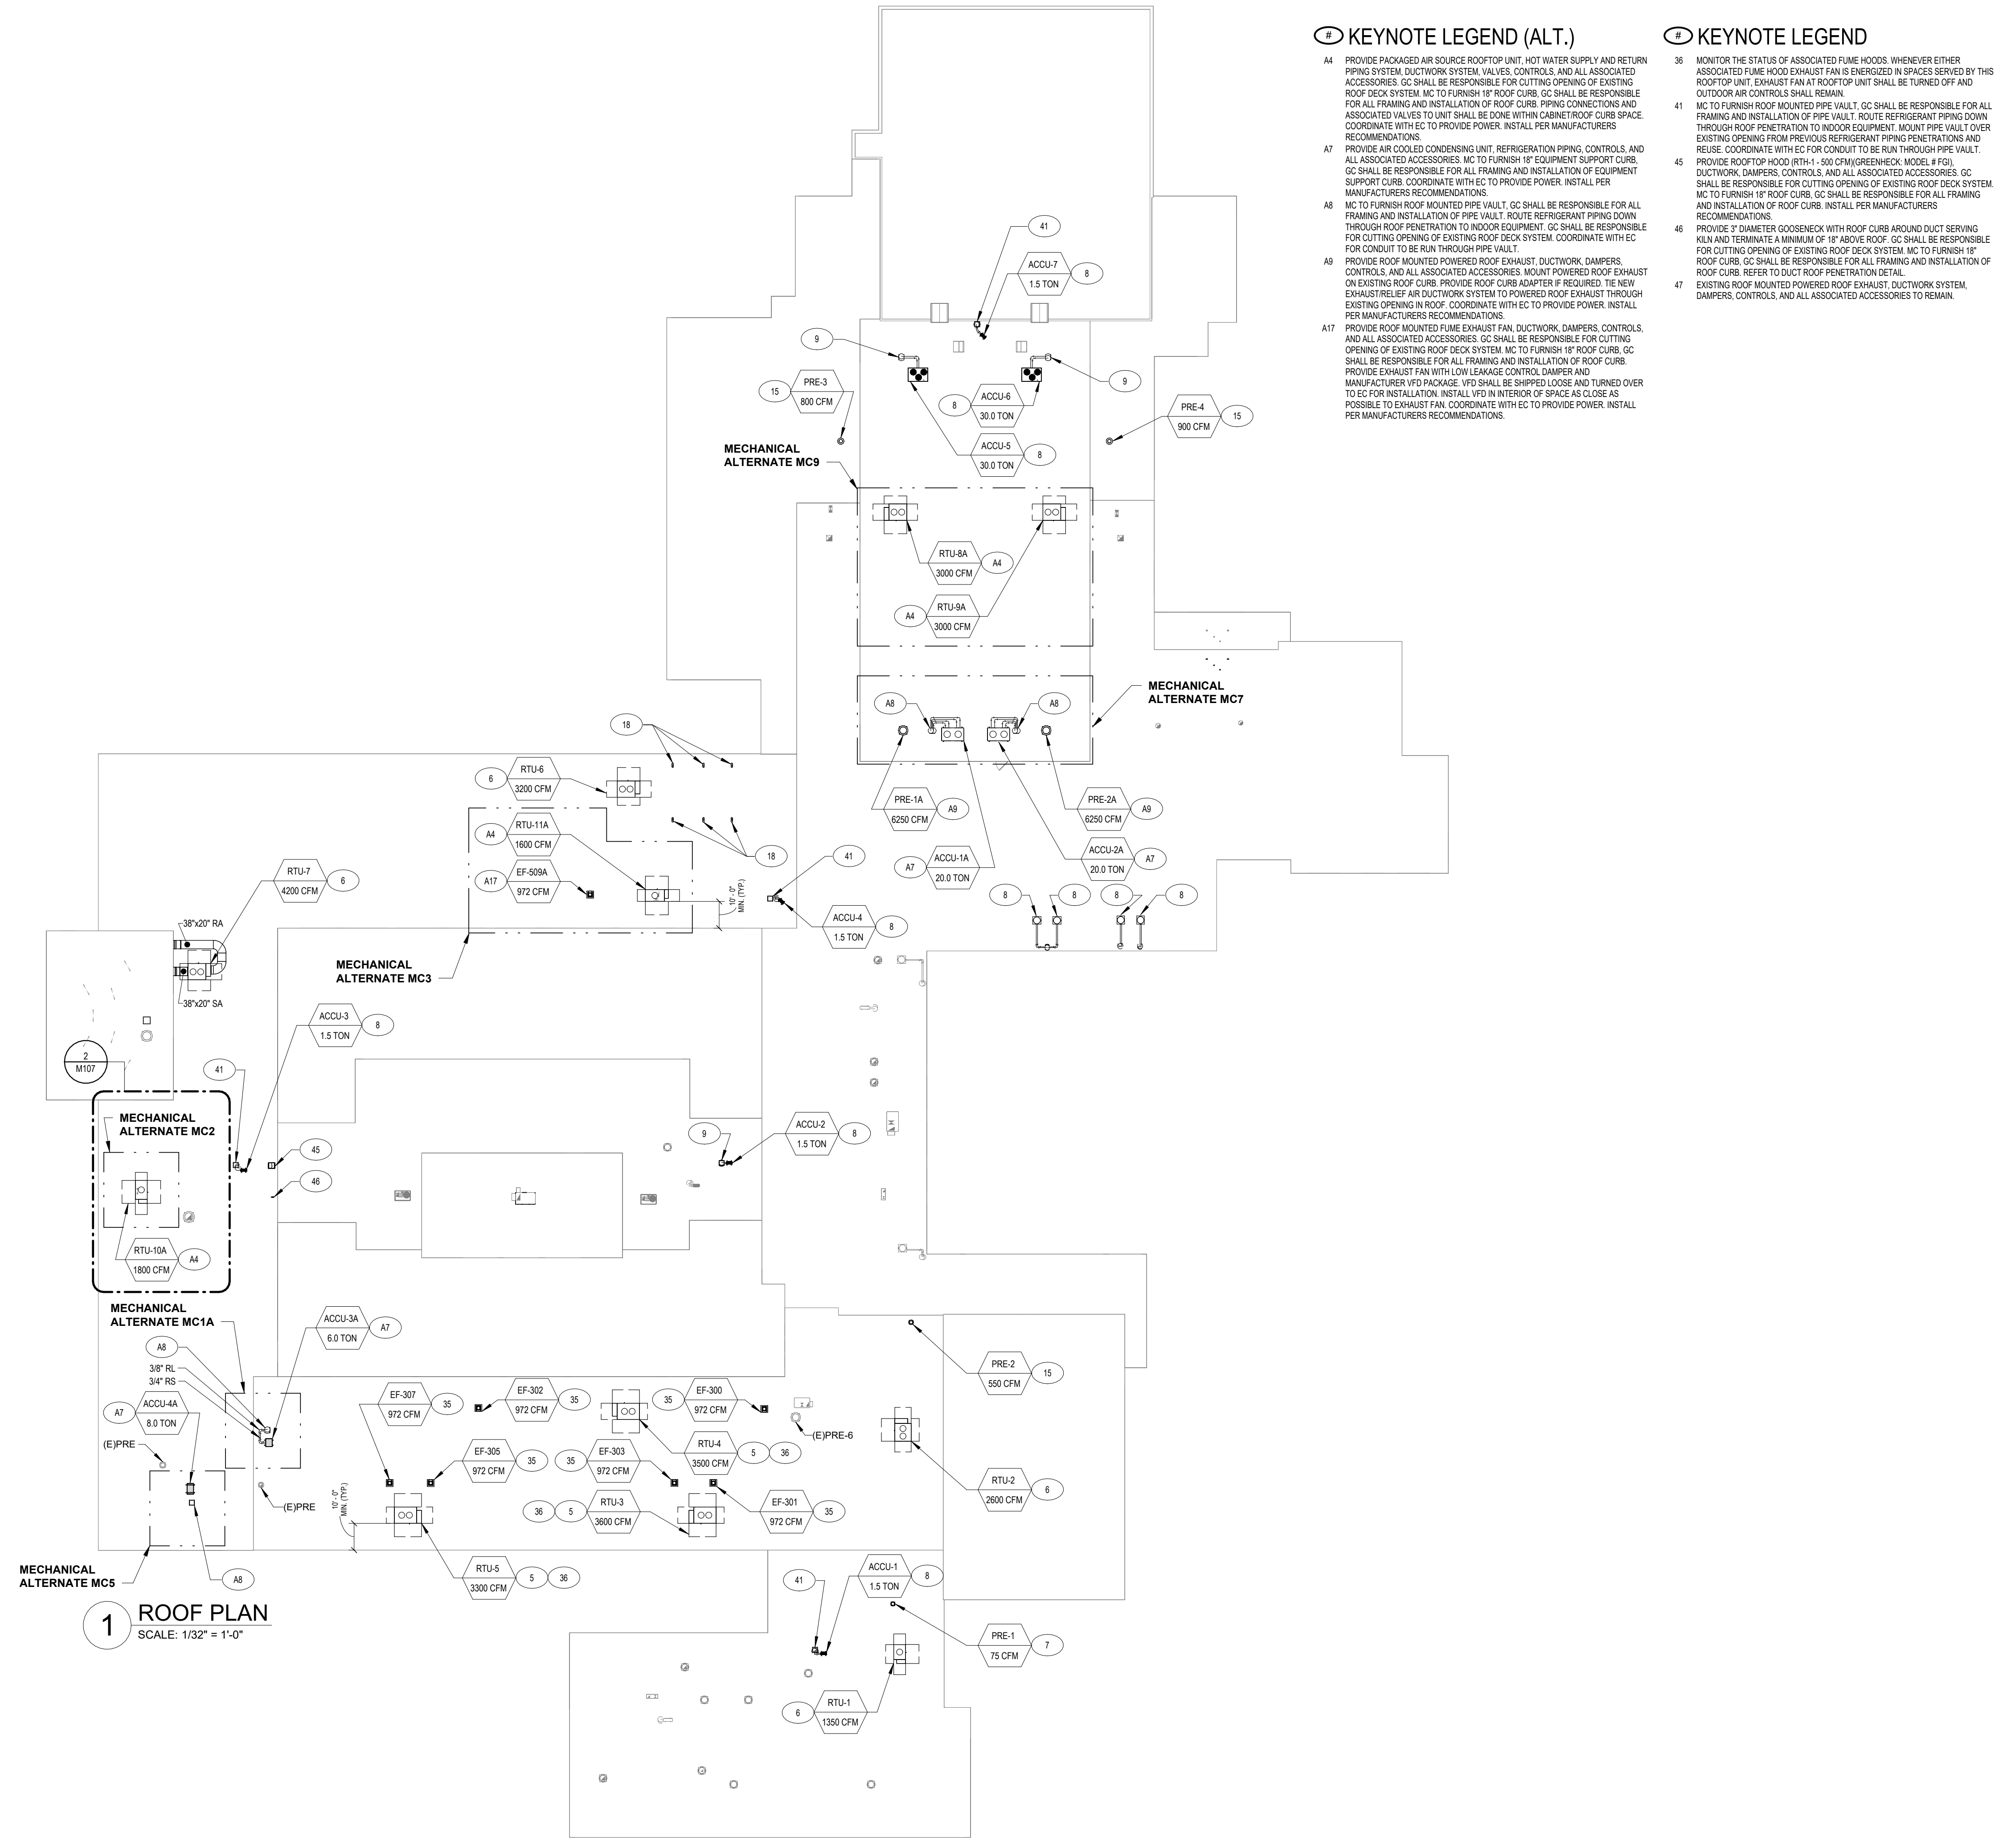 # KEYNOTE LEGEND (ALT.)
A4 PROVIDE PACKAGED AIR SOURCE ROOFTOP UNIT, HOT WATER SUPPLY AND RETURN
PIPING SYSTEM, DUCTWORK SYSTEM, VALVES, CONTROLS, AND ALL ASSOCIATED
ACCESSORIES. GC SHALL BE RESPONSIBLE FOR CUTTING OPENING OF EXISTING
ROOF DECK SYSTEM. MC TO FURNISH 18" ROOF CURB, GC SHALL BE RESPONSIBLE
FOR ALL FRAMING AND INSTALLATION OF ROOF CURB. PIPING CONNECTIONS AND
ASSOCIATED VALVES TO UNIT SHALL BE DONE WITHIN CABINET/ROOF CURB SPACE.
COORDINATE WITH EC TO PROVIDE POWER. INSTALL PER MANUFACTURERS
RECOMMENDATIONS.
A7 PROVIDE AIR COOLED CONDENSING UNIT, REFRIGERATION PIPING, CONTROLS, AND
ALL ASSOCIATED ACCESSORIES. MC TO FURNISH 18" EQUIPMENT SUPPORT CURB,
GC SHALL BE RESPONSIBLE FOR ALL FRAMING AND INSTALLATION OF EQUIPMENT
SUPPORT CURB. COORDINATE WITH EC TO PROVIDE POWER. INSTALL PER
MANUFACTURERS RECOMMENDATIONS.
A8 MC TO FURNISH ROOF MOUNTED PIPE VAULT, GC SHALL BE RESPONSIBLE FOR ALL
FRAMING AND INSTALLATION OF PIPE VAULT. ROUTE REFRIGERANT PIPING DOWN
THROUGH ROOF PENETRATION TO INDOOR EQUIPMENT. GC SHALL BE RESPONSIBLE
FOR CUTTING OPENING OF EXISTING ROOF DECK SYSTEM. COORDINATE WITH EC
FOR CONDUIT TO BE RUN THROUGH PIPE VAULT.
A9 PROVIDE ROOF MOUNTED POWERED ROOF EXHAUST, DUCTWORK, DAMPERS,
CONTROLS, AND ALL ASSOCIATED ACCESSORIES. MOUNT POWERED ROOF EXHAUST
ON EXISTING ROOF CURB. PROVIDE ROOF CURB ADAPTER IF REQUIRED. TIE NEW
EXHAUST/RELIEF AIR DUCTWORK SYSTEM TO POWERED ROOF EXHAUST THROUGH
EXISTING OPENING IN ROOF. COORDINATE WITH EC TO PROVIDE POWER. INSTALL
PER MANUFACTURERS RECOMMENDATIONS.
A17 PROVIDE ROOF MOUNTED FUME EXHAUST FAN, DUCTWORK, DAMPERS, CONTROLS,
AND ALL ASSOCIATED ACCESSORIES. GC SHALL BE RESPONSIBLE FOR CUTTING
OPENING OF EXISTING ROOF DECK SYSTEM. MC TO FURNISH 18" ROOF CURB, GC
SHALL BE RESPONSIBLE FOR ALL FRAMING AND INSTALLATION OF ROOF CURB.
PROVIDE EXHAUST FAN WITH LOW LEAKAGE CONTROL DAMPER AND
MANUFACTURER VFD PACKAGE. VFD SHALL BE SHIPPED LOOSE AND TURNED OVER
TO EC FOR INSTALLATION. INSTALL VFD IN INTERIOR OF SPACE AS CLOSE AS
POSSIBLE TO EXHAUST FAN. COORDINATE WITH EC TO PROVIDE POWER. INSTALL
PER MANUFACTURERS RECOMMENDATIONS.
# KEYNOTE LEGEND
36 MONITOR THE STATUS OF ASSOCIATED FUME HOODS. WHENEVER EITHER
ASSOCIATED FUME HOOD EXHAUST FAN IS ENERGIZED IN SPACES SERVED BY THIS
ROOFTOP UNIT, EXHAUST FAN AT ROOFTOP UNIT SHALL BE TURNED OFF AND
OUTDOOR AIR CONTROLS SHALL REMAIN.
41 MC TO FURNISH ROOF MOUNTED PIPE VAULT, GC SHALL BE RESPONSIBLE FOR ALL
FRAMING AND INSTALLATION OF PIPE VAULT. ROUTE REFRIGERANT PIPING DOWN
THROUGH ROOF PENETRATION TO INDOOR EQUIPMENT. MOUNT PIPE VAULT OVER
EXISTING OPENING FROM PREVIOUS REFRIGERANT PIPING PENETRATIONS AND
REUSE. COORDINATE WITH EC FOR CONDUIT TO BE RUN THROUGH PIPE VAULT.
45 PROVIDE ROOFTOP HOOD (RTH-1 - 500 CFM)(GREENHECK: MODEL # FGI),
DUCTWORK, DAMPERS, CONTROLS, AND ALL ASSOCIATED ACCESSORIES. GC
SHALL BE RESPONSIBLE FOR CUTTING OPENING OF EXISTING ROOF DECK SYSTEM.
MC TO FURNISH 18" ROOF CURB, GC SHALL BE RESPONSIBLE FOR ALL FRAMING
AND INSTALLATION OF ROOF CURB. INSTALL PER MANUFACTURERS
RECOMMENDATIONS.
46 PROVIDE 3" DIAMETER GOOSENECK WITH ROOF CURB AROUND DUCT SERVING
KILN AND TERMINATE A MINIMUM OF 18" ABOVE ROOF. GC SHALL BE RESPONSIBLE
FOR CUTTING OPENING OF EXISTING ROOF DECK SYSTEM. MC TO FURNISH 18"
ROOF CURB, GC SHALL BE RESPONSIBLE FOR ALL FRAMING AND INSTALLATION OF
ROOF CURB. REFER TO DUCT ROOF PENETRATION DETAIL.
47 EXISTING ROOF MOUNTED POWERED ROOF EXHAUST, DUCTWORK SYSTEM,
DAMPERS, CONTROLS, AND ALL ASSOCIATED ACCESSORIES TO REMAIN.
41
ACCU-7
1.5 TON
8
9
9
15
PRE-3
800 CFM
8
ACCU-6
30.0 TON
PRE-4
900 CFM
15
ACCU-5
30.0 TON
8
MECHANICAL
ALTERNATE MC9
RTU-8A
3000 CFM
A4
A4
RTU-9A
3000 CFM
MECHANICAL
ALTERNATE MC7
A8
A8
18
6
RTU-6
3200 CFM
PRE-1A
6250 CFM
A9
PRE-2A
6250 CFM
A9
A4
RTU-11A
1600 CFM
18
41
A17
EF-509A
972 CFM
A7
ACCU-1A
20.0 TON
ACCU-2A
20.0 TON
A7
10' - 0"
MIN. (TYP.)
RTU-7
4200 CFM
6
8
8
8
8
ACCU-4
1.5 TON
8
38"x20" RA
38"x20" SA
MECHANICAL
ALTERNATE MC3
ACCU-3
1.5 TON
8
2
M107
41
MECHANICAL
ALTERNATE MC2
9
ACCU-2
1.5 TON
8
45
46
RTU-10A
1800 CFM
A4
MECHANICAL
ALTERNATE MC1A
ACCU-3A
6.0 TON
A7
A8
3/8" RL
3/4" RS
A7
ACCU-4A
8.0 TON
(E)PRE
(E)PRE
PRE-2
550 CFM
15
EF-307
972 CFM
35
EF-302
972 CFM
35
35
EF-300
972 CFM
(E)PRE-6
EF-305
972 CFM
35
35
EF-303
972 CFM
RTU-4
3500 CFM
5
36
RTU-2
2600 CFM
6
10' - 0"
MIN. (TYP.)
36
5
RTU-3
3600 CFM
EF-301
972 CFM
35
MECHANICAL
ALTERNATE MC5
A8
RTU-5
3300 CFM
5
36
41
ACCU-1
1.5 TON
8
PRE-1
75 CFM
7
6
RTU-1
1350 CFM
1
ROOF PLAN
SCALE: 1/32" = 1'-0"